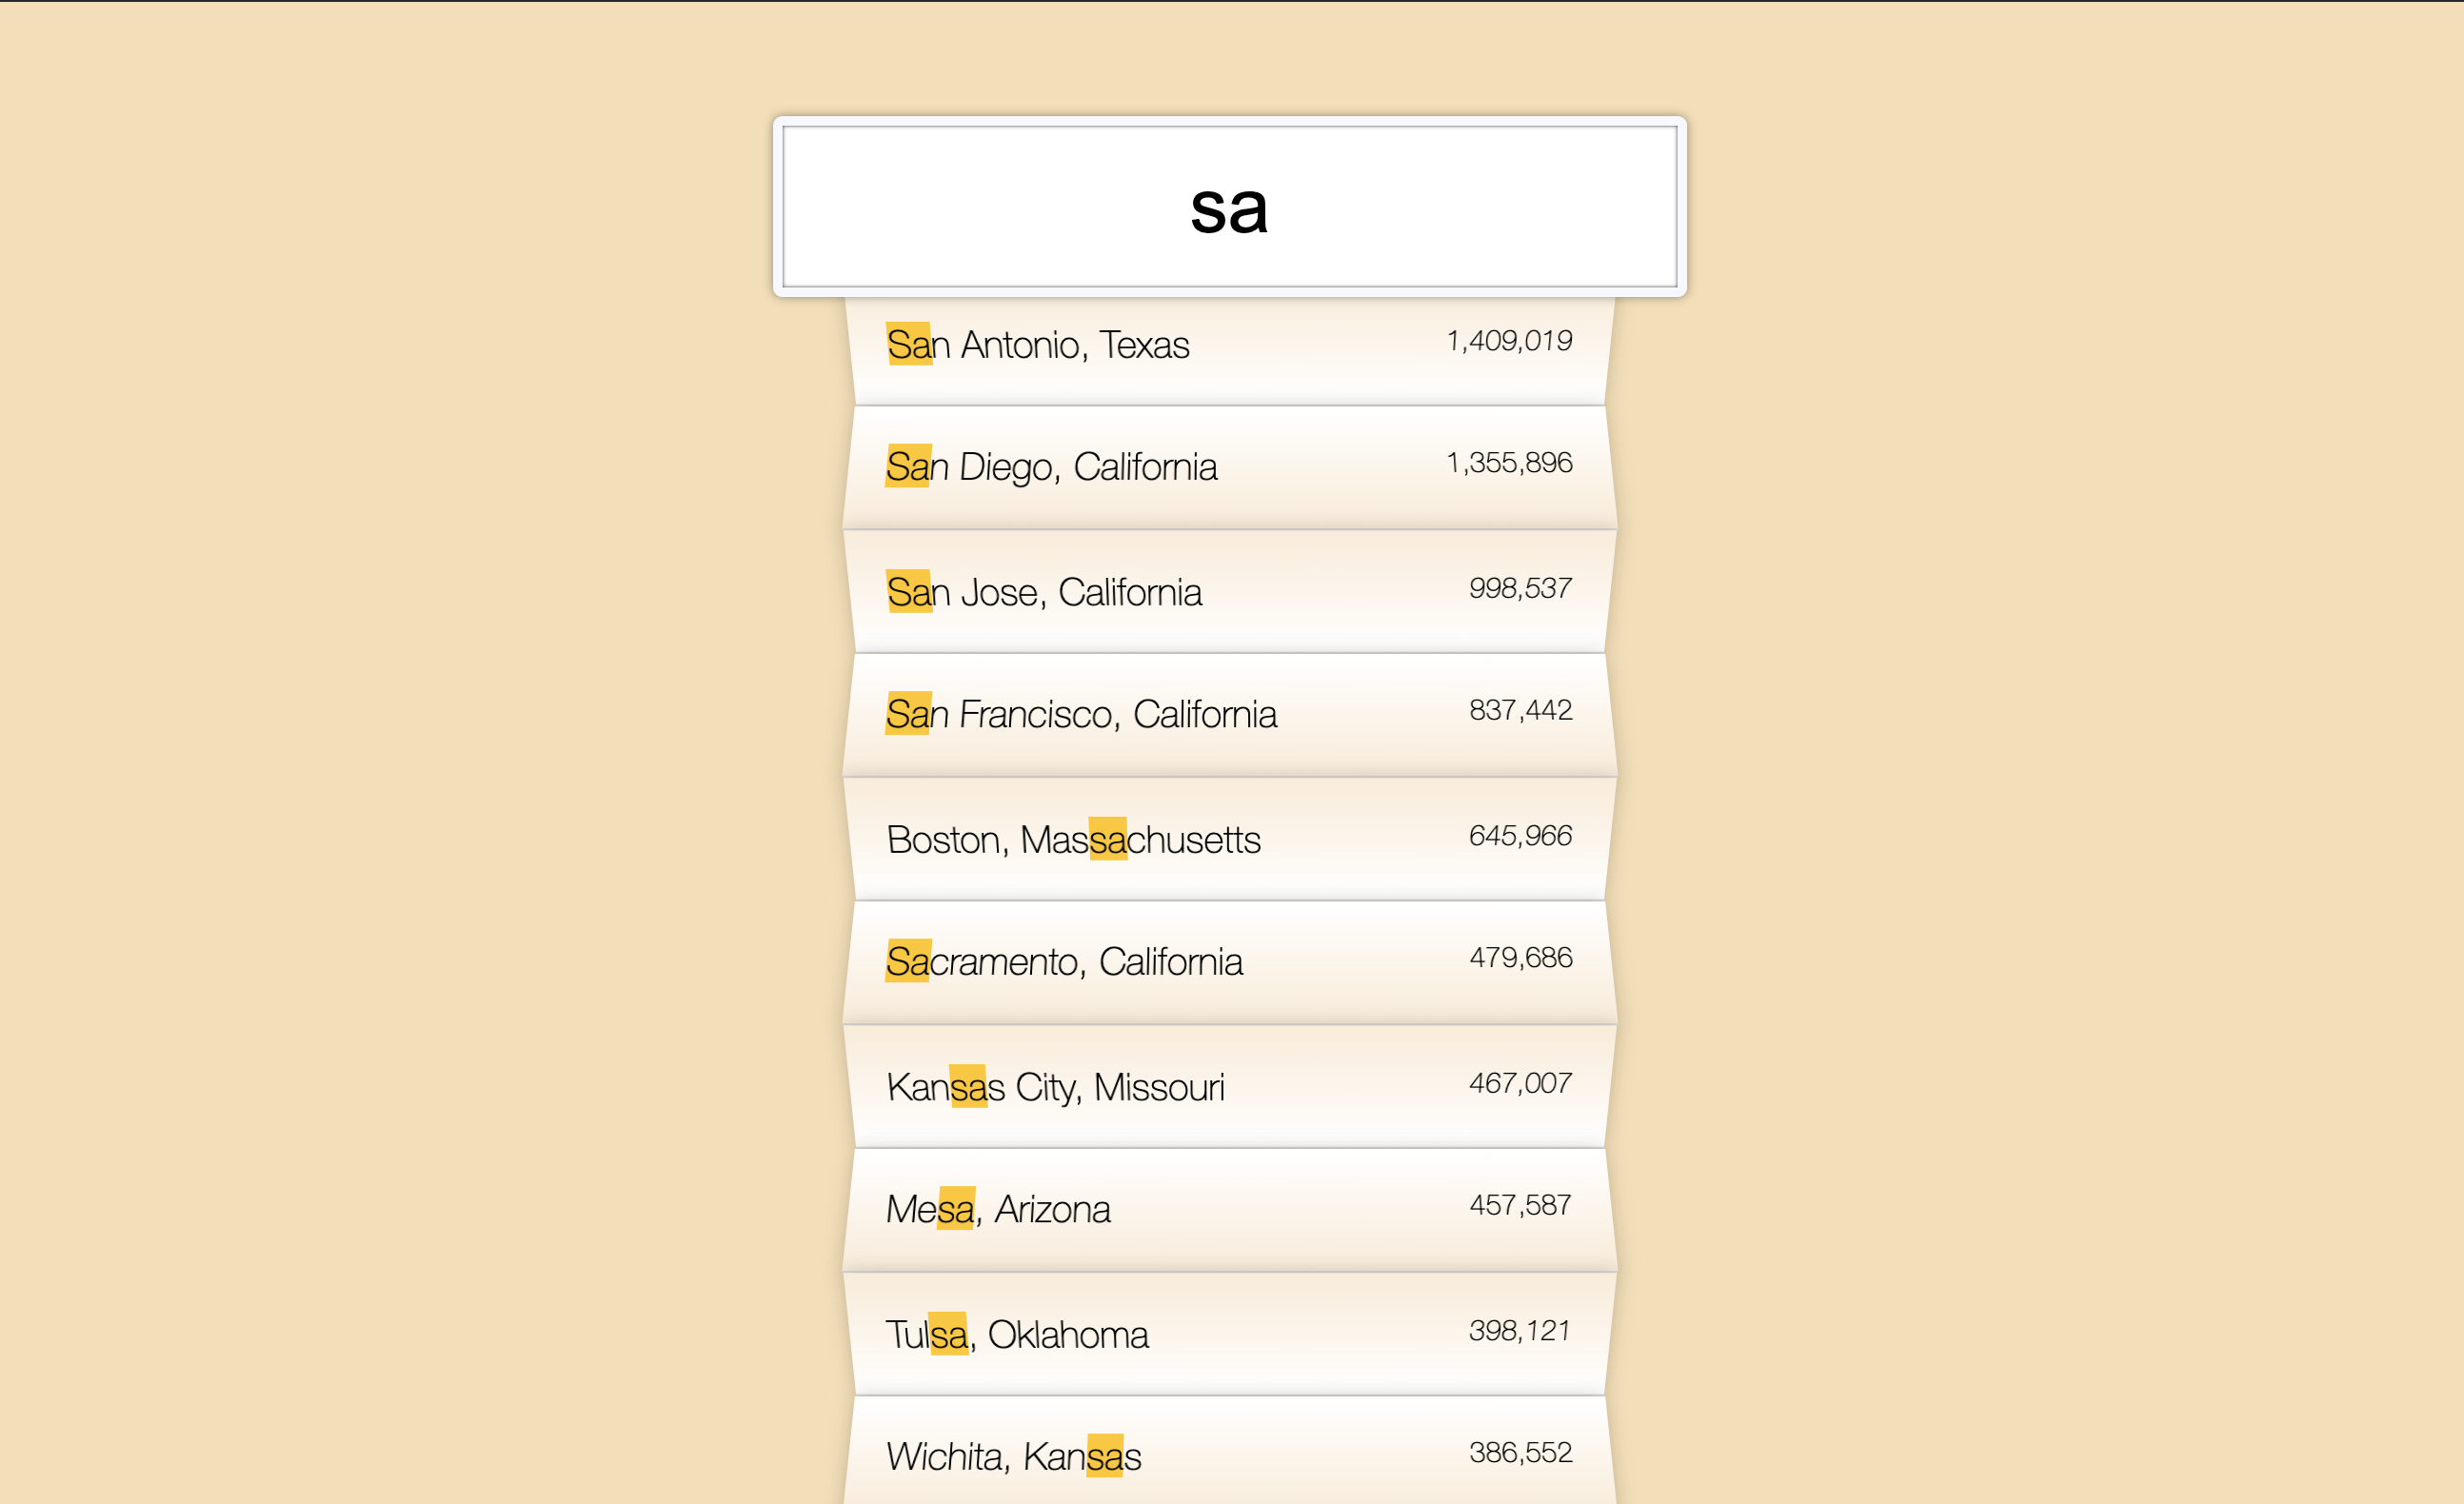 sa
San Antonio, Texas 1,409,019
San Diego, California 1,355,896
San Jose, California 998,537
San Francisco, California 837,442
Boston, Massachusetts 645,966
Sacramento, California 479,686
Kansas City, Missouri 467,007
Mesa, Arizona 457,587
Tulsa, Oklahoma 398,121
Wichita, Kansas 386,552